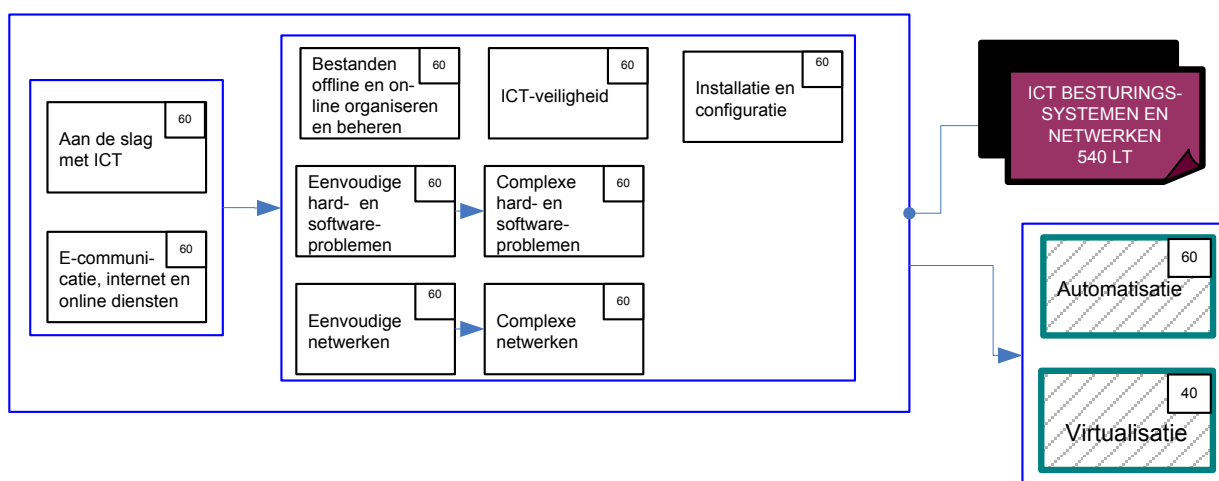 Aan de slag
met ICT
60
E-communi-
catie, internet en
online diensten
60
Bestanden
offline en on-
line organiseren
en beheren
60
ICT-veiligheid
60
Installatie en
configuratie
60
Eenvoudige
hard- en
software-
problemen
60
Complexe
hard- en
software-
problemen
60
Eenvoudige
netwerken
60
Complexe
netwerken
60
ICT BESTURINGS-
SYSTEMEN EN
NETWERKEN
540 LT
60
Automatisatie
40
Virtualisatie